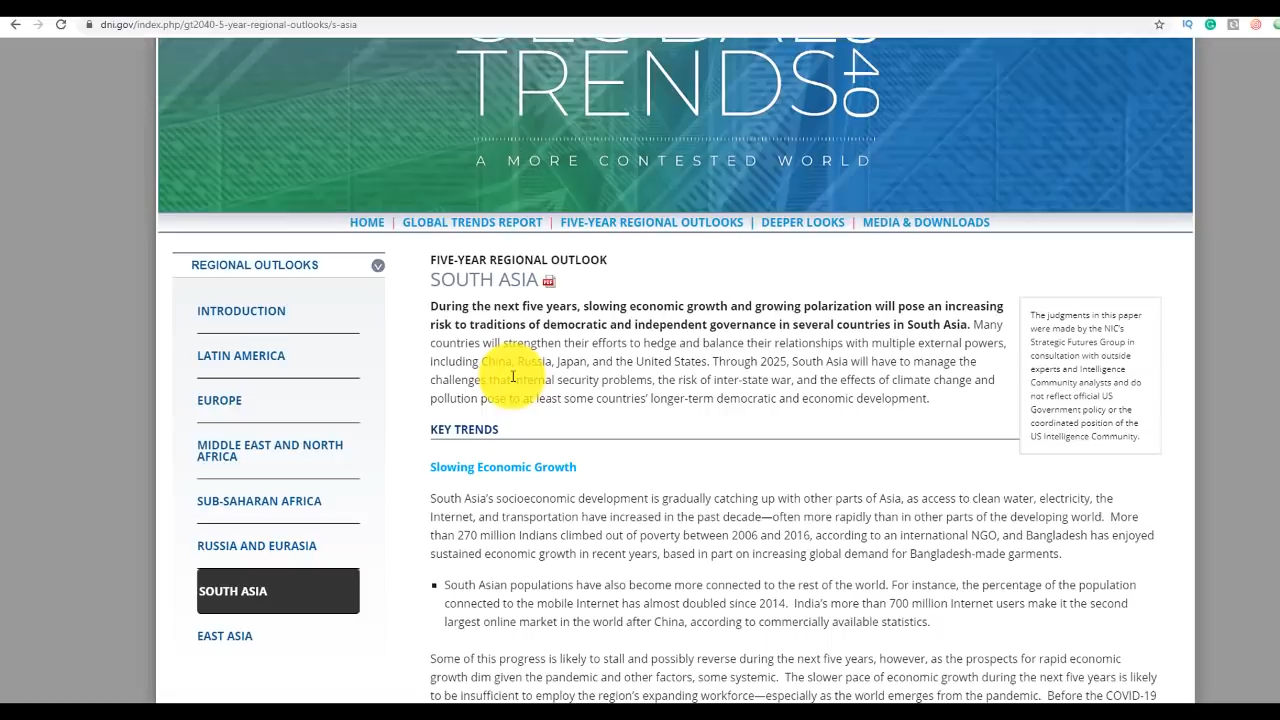 dni.gov/index.php/gt2040-5-year-regional-outlooks/s-asia
GLOBAL
TRENDS
2040
A MORE CONTESTED WORLD
HOME | GLOBAL TRENDS REPORT | FIVE-YEAR REGIONAL OUTLOOKS | DEEPER LOOKS | MEDIA & DOWNLOADS
REGIONAL OUTLOOKS
INTRODUCTION
LATIN AMERICA
EUROPE
MIDDLE EAST AND NORTH
AFRICA
SUB-SAHARAN AFRICA
RUSSIA AND EURASIA
SOUTH ASIA
EAST ASIA
FIVE-YEAR REGIONAL OUTLOOK
SOUTH ASIA
During the next five years, slowing economic growth and growing polarization will pose an increasing
risk to traditions of democratic and independent governance in several countries in South Asia. Many
countries will strengthen their efforts to hedge and balance their relationships with multiple external powers,
including China, Russia, Japan, and the United States. Through 2025, South Asia will have to manage the
challenges that internal security problems, the risk of inter-state war, and the effects of climate change and
pollution pose to at least some countries’ longer-term democratic and economic development.
The judgments in this paper
were made by the NIC's
Strategic Futures Group in
consultation with outside
experts and Intelligence
Community analysts and do
not reflect official US
Government policy or the
coordinated position of the
US Intelligence Community.
KEY TRENDS
Slowing Economic Growth
South Asia’s socioeconomic development is gradually catching up with other parts of Asia, as access to clean water, electricity, the
Internet, and transportation have increased in the past decade—often more rapidly than in other parts of the developing world. More
than 270 million Indians climbed out of poverty between 2006 and 2016, according to an international NGO, and Bangladesh has enjoyed
sustained economic growth in recent years, based in part on increasing global demand for Bangladesh-made garments.
▪ South Asian populations have also become more connected to the rest of the world. For instance, the percentage of the population
connected to the mobile Internet has almost doubled since 2014. India’s more than 700 million Internet users make it the second
largest online market in the world after China, according to commercially available statistics.
Some of this progress is likely to stall and possibly reverse during the next five years, however, as the prospects for rapid economic
growth dim given the pandemic and other factors, some systemic. The slower pace of economic growth during the next five years is likely
to be insufficient to employ the region’s expanding workforce—especially as the world emerges from the pandemic. Before the COVID-19